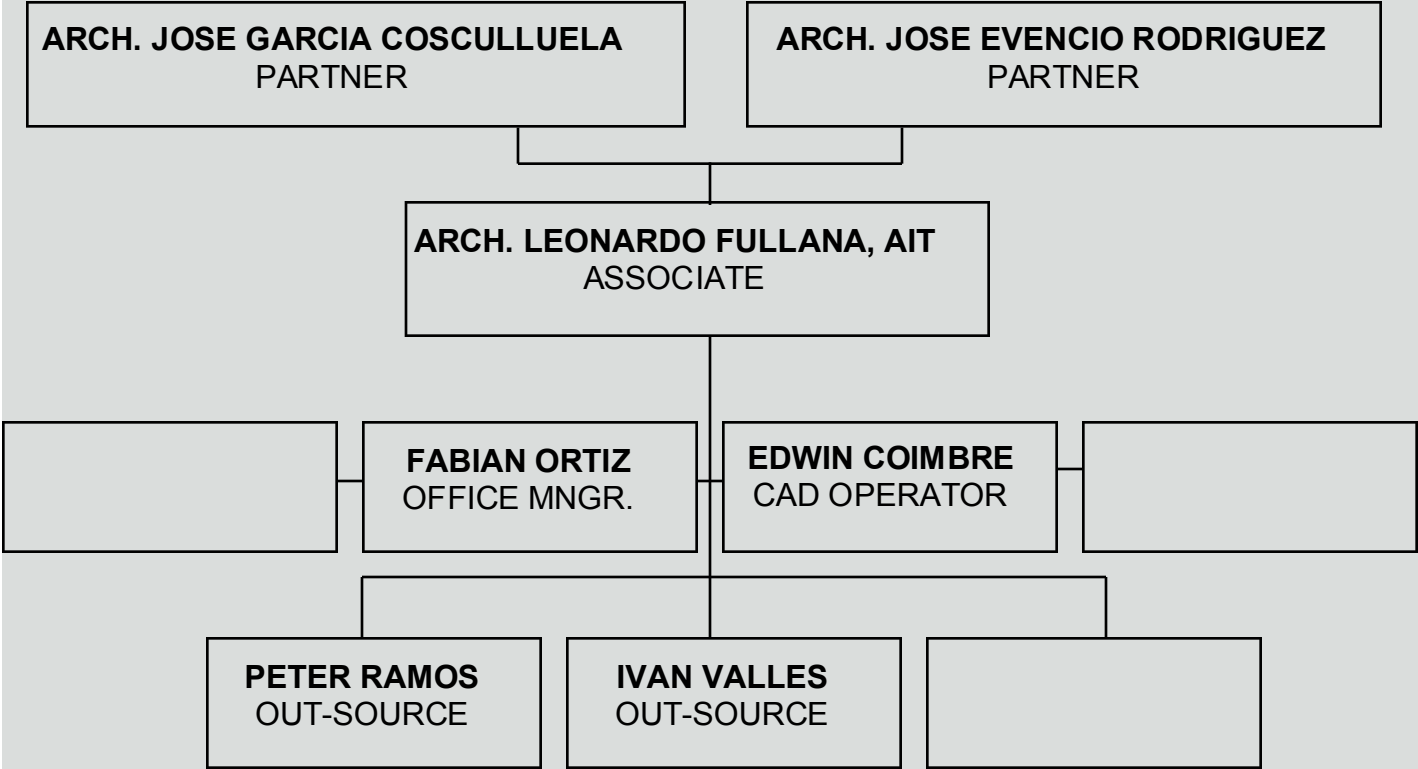 ARCH. JOSE GARCIA COSCULLUELA
PARTNER
ARCH. JOSE EVENCIO RODRIGUEZ
PARTNER
ARCH. LEONARDO FULLANA, AIT
ASSOCIATE
FABIAN ORTIZ
OFFICE MNGR.
EDWIN COIMBRE
CAD OPERATOR
PETER RAMOS
OUT-SOURCE
IVAN VALLES
OUT-SOURCE